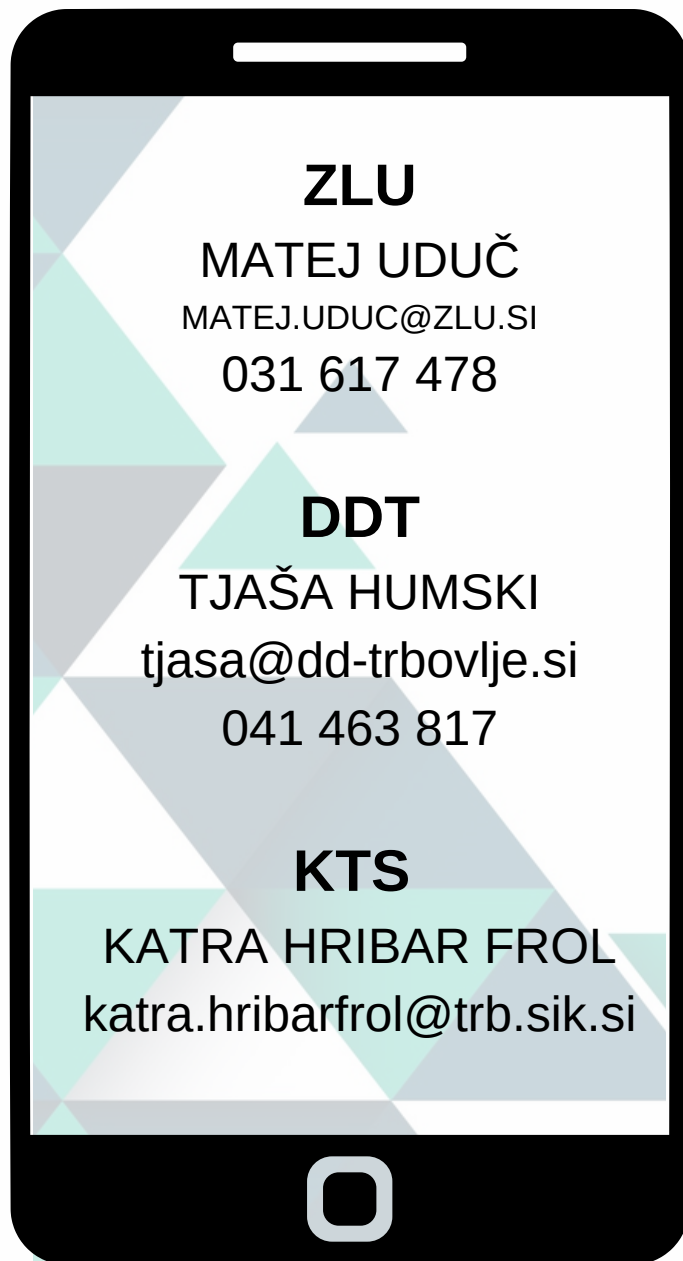 ZLU
MATEJ UDUČ
MATEJ.UDUC@ZLU.SI
031 617 478
DDT
TJAŠA HUMSKI
tjasa@dd-trbovlje.si
041 463 817
KTS
KATRA HRIBAR FROL
katra.hribarfrol@trb.sik.si